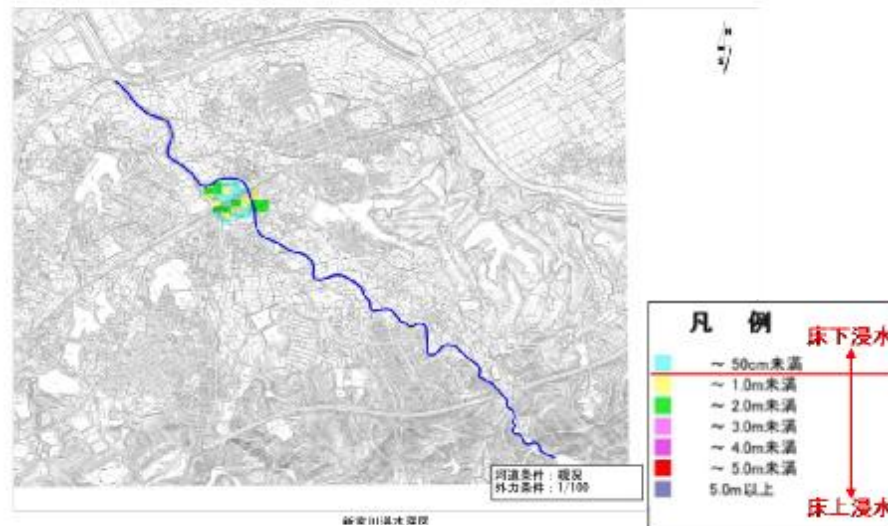 N
S
凡 例
床下浸水
～ 50cm未満
～ 1.0m未満
～ 2.0m未満
～ 3.0m未満
～ 4.0m未満
～ 5.0m未満
5.0m以上
床上浸水
河道条件：現況
外力条件：1/100